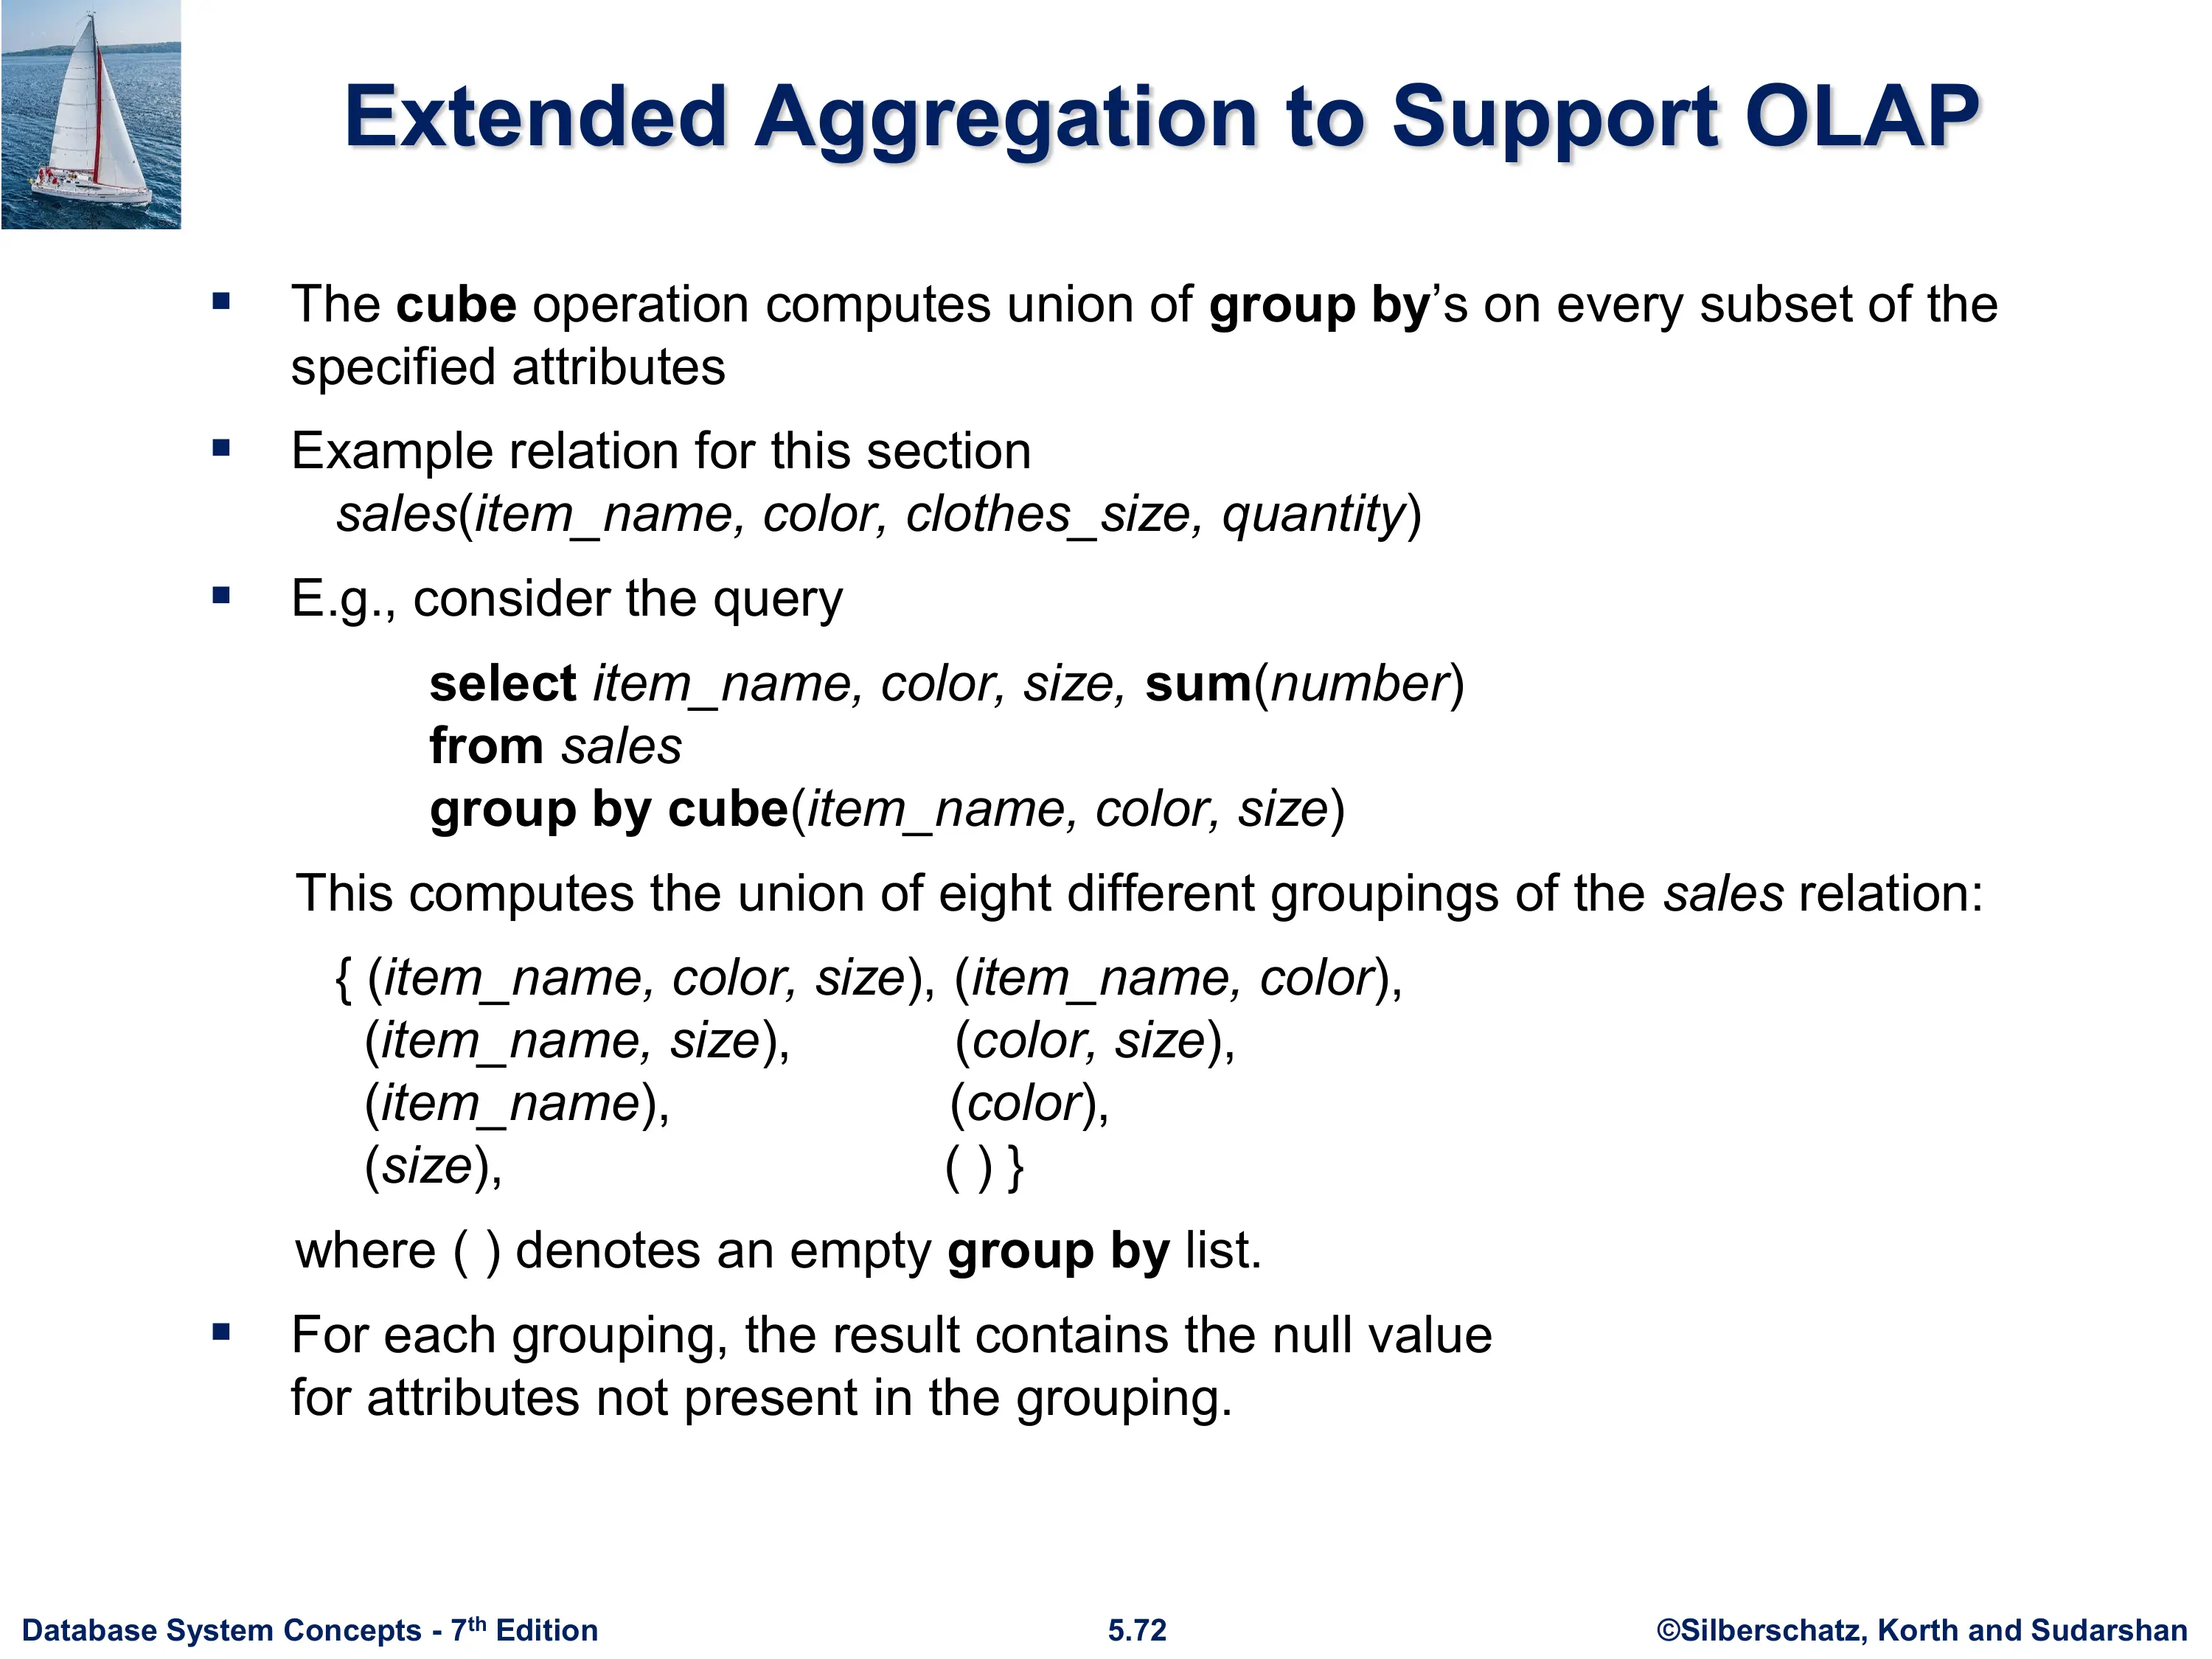 Extended Aggregation to Support OLAP
▪ The cube operation computes union of group by’s on every subset of the
specified attributes
▪ Example relation for this section
sales(item_name, color, clothes_size, quantity)
▪ E.g., consider the query
select item_name, color, size, sum(number)
from sales
group by cube(item_name, color, size)
This computes the union of eight different groupings of the sales relation:
{ (item_name, color, size), (item_name, color),
(item_name, size), (color, size),
(item_name), (color),
(size), ( ) }
where ( ) denotes an empty group by list.
▪ For each grouping, the result contains the null value
for attributes not present in the grouping.
Database System Concepts - 7th Edition 5.72 ©Silberschatz, Korth and Sudarshan